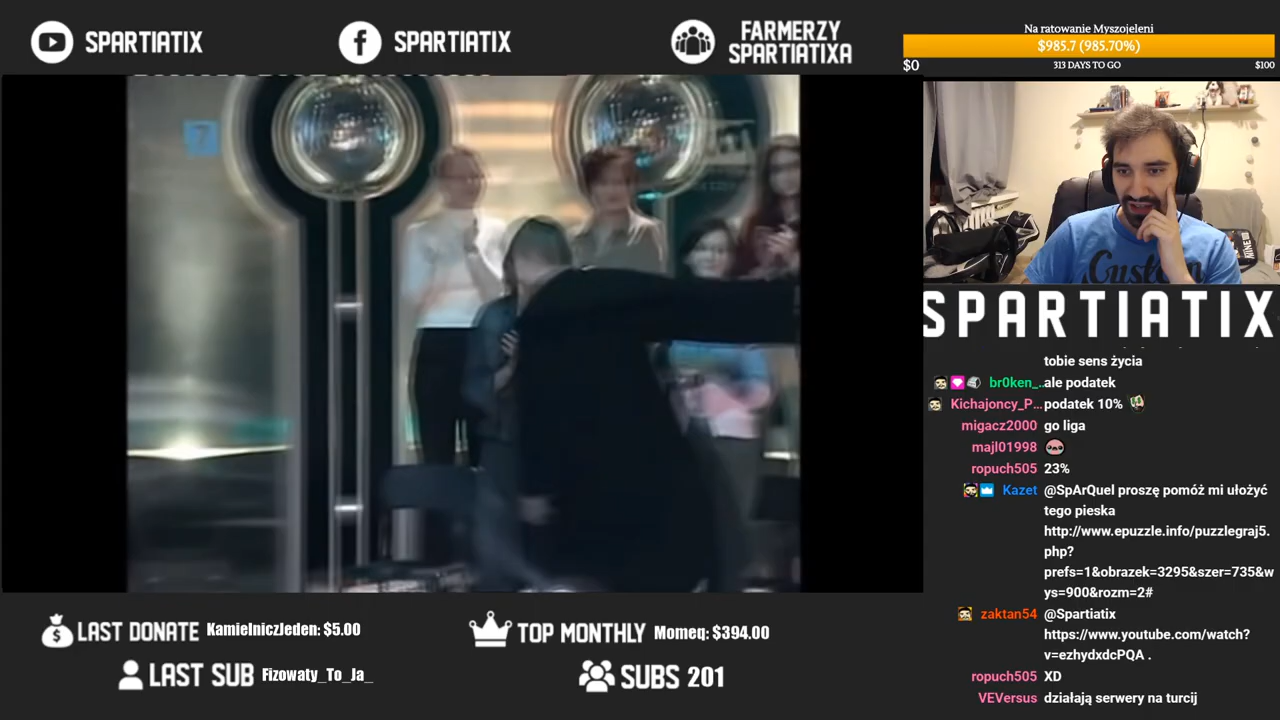 SPARTIATIX
SPARTIATIX
FARMERZY
SPARTIATIXA
Na ratowanie Myszojeleni
$985.7 (985.70%)
$0
313 DAYS TO GO
$100
7
Custom
SPARTIATIX
tobie sens życia
br0ken_.. ale podatek
Kichajoncy_P... podatek 10%
migacz2000 go liga
majl01998
ropuch505 23%
Kazet @SpArQuel proszę pomóż mi ułożyć
tego pieska
http://www.epuzzle.info/puzzlegraj5.
php?
prefs=1&obrazek=3295&szer=735&w
ys=900&rozm=2#
zaktan54 @Spartiatix
https://www.youtube.com/watch?
v=ezhydxdcPQA .
ropuch505 XD
VEVersus działają serwery na turcij
LAST DONATE KamielniczJeden: $5.00
TOP MONTHLY Momeq: $394.00
LAST SUB Fizowaty_To_Ja_
SUBS 201